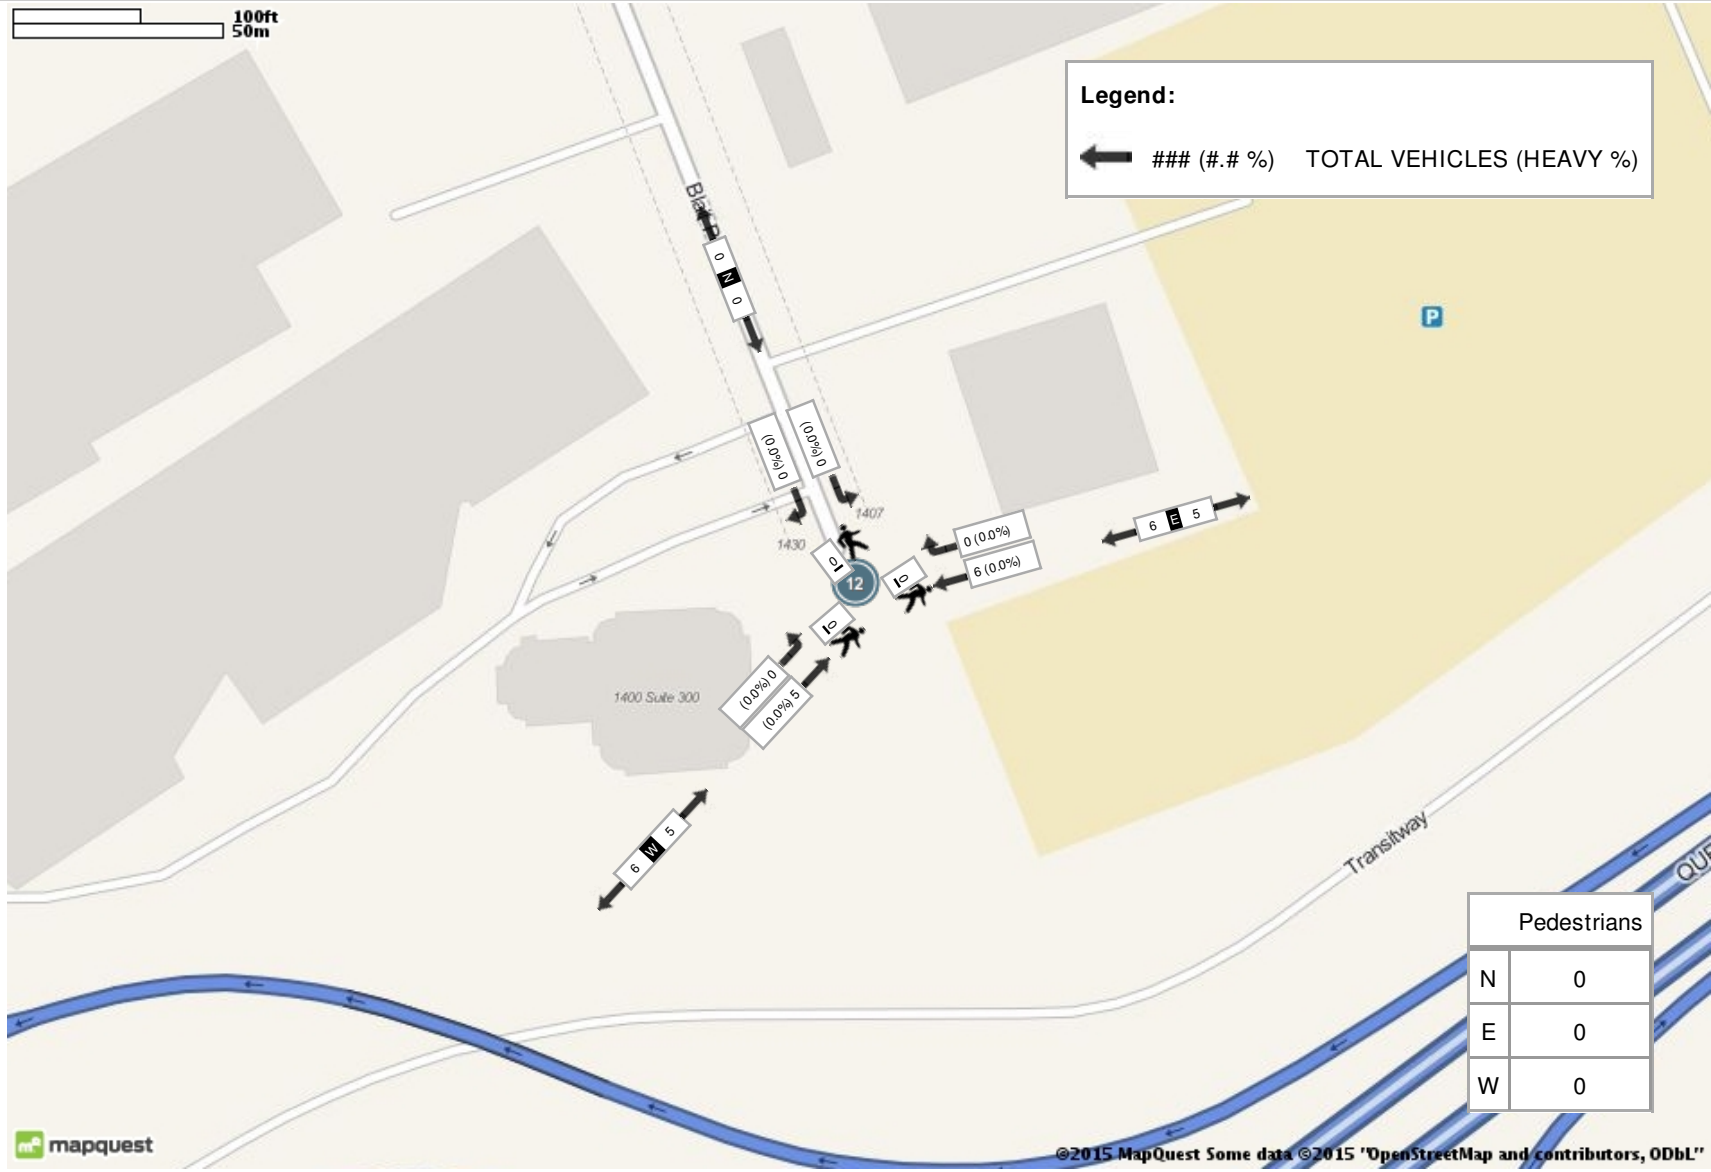 100ft
50m
Legend:
### (#.# %) TOTAL VEHICLES (HEAVY %)
0 N 0
P
(0.0%) 0
(0.0%) 0
1407
1430
0 (0.0%)
6 (0.0%)
6 E 5
0
0
12
0
(0.0%) 0
(0.0%) 5
1400 Suite 300
6 W 5
Transitway
Pedestrians
N 0
E 0
W 0
mapquest
©2015 MapQuest Some data ©2015 "OpenStreetMap and contributors, ODbL"